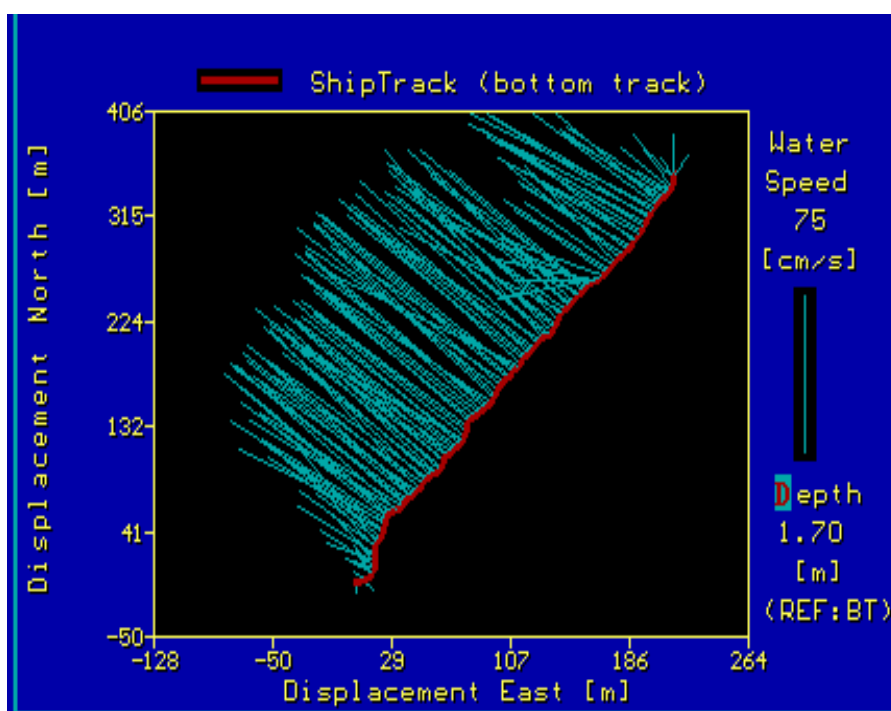 ShipTrack (bottom track)
Displacement North [m]
406
315
224
132
41
-50
-128 -50 29 107 186 264
Displacement East [m]
Water
Speed
75
[cm/s]
Depth
1.70
[m]
(REF:BT)